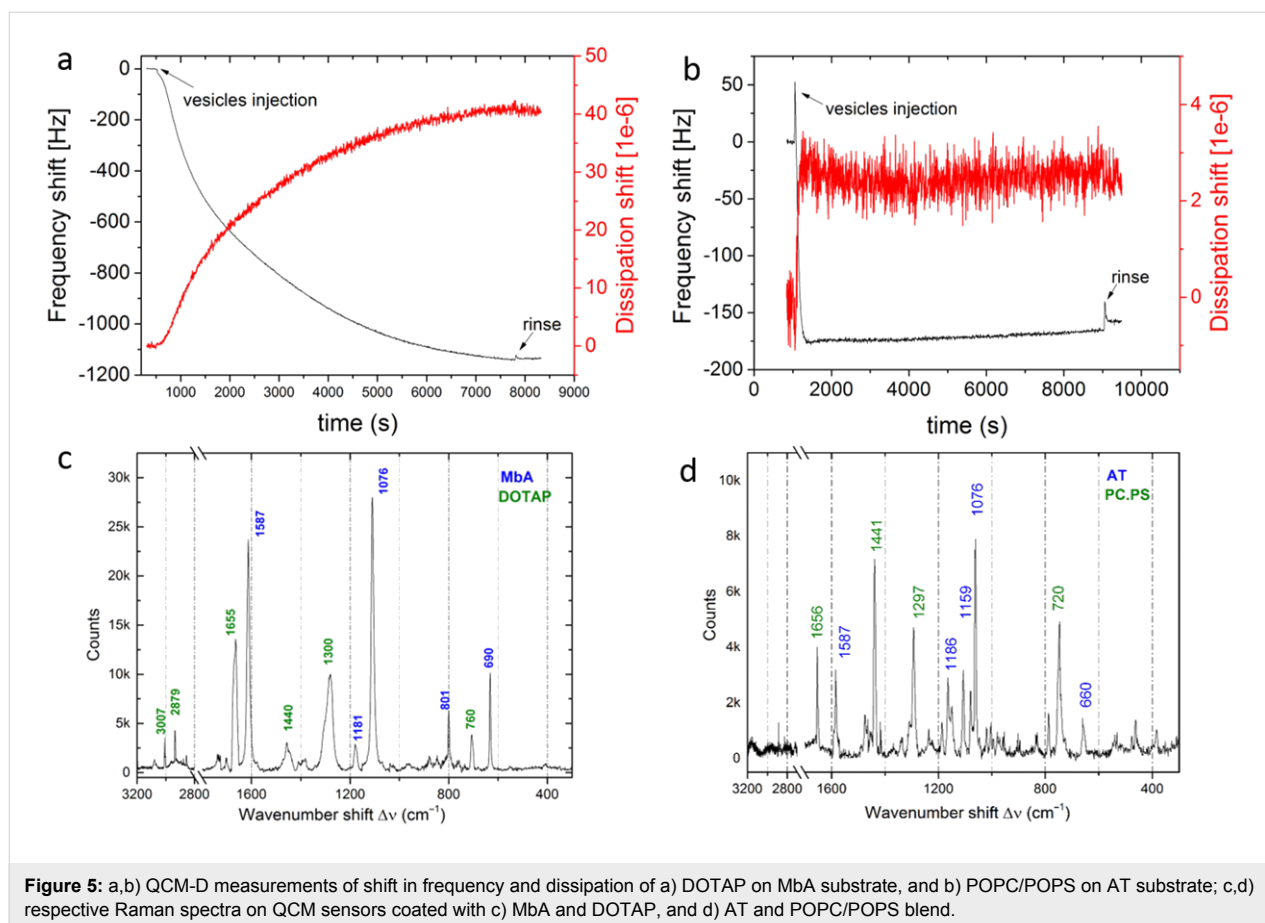 a
50
0
vesicles injection
40
-200
30
-400
Frequency shift [Hz]
-600
20
Dissipation shift [1e-6]
-800
10
-1000
rinse
0
-1200
1000 2000 3000 4000 5000 6000 7000 8000 9000
time (s)
b
50
vesicles injection
4
0
Frequency shift [Hz]
-50
2
Dissipation shift [1e-6]
-100
rinse
0
-150
-200
0 2000 4000 6000 8000 10000
time (s)
c
30k
25k
20k
15k
10k
5k
0
Counts
MbA
DOTAP
3007
2879
1655
1587
1440
1300
1181
1076
801
760
690
3200 2800 1600 1200 800 400
Wavenumber shift Δν (cm⁻¹)
d
10k
8k
6k
4k
2k
0
Counts
AT
PC.PS
1656
1587
1441
1297
1186
1159
1076
720
660
3200 2800 1600 1200 800 400
Wavenumber shift Δν (cm⁻¹)
Figure 5: a,b) QCM-D measurements of shift in frequency and dissipation of a) DOTAP on MbA substrate, and b) POPC/POPS on AT substrate; c,d)
respective Raman spectra on QCM sensors coated with c) MbA and DOTAP, and d) AT and POPC/POPS blend.